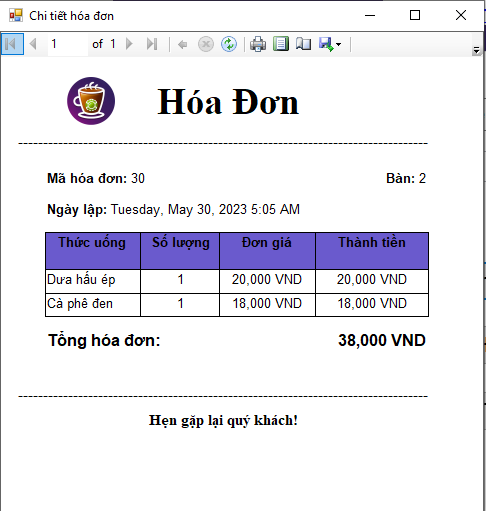 Chi tiết hóa đơn
1 of 1
Hóa Đơn
Mã hóa đơn: 30 Bàn: 2
Ngày lập: Tuesday, May 30, 2023 5:05 AM
Thức uống Số lượng Đơn giá Thành tiền
Dưa hấu ép 1 20,000 VND 20,000 VND
Cà phê đen 1 18,000 VND 18,000 VND
Tổng hóa đơn: 38,000 VND
Hẹn gặp lại quý khách!